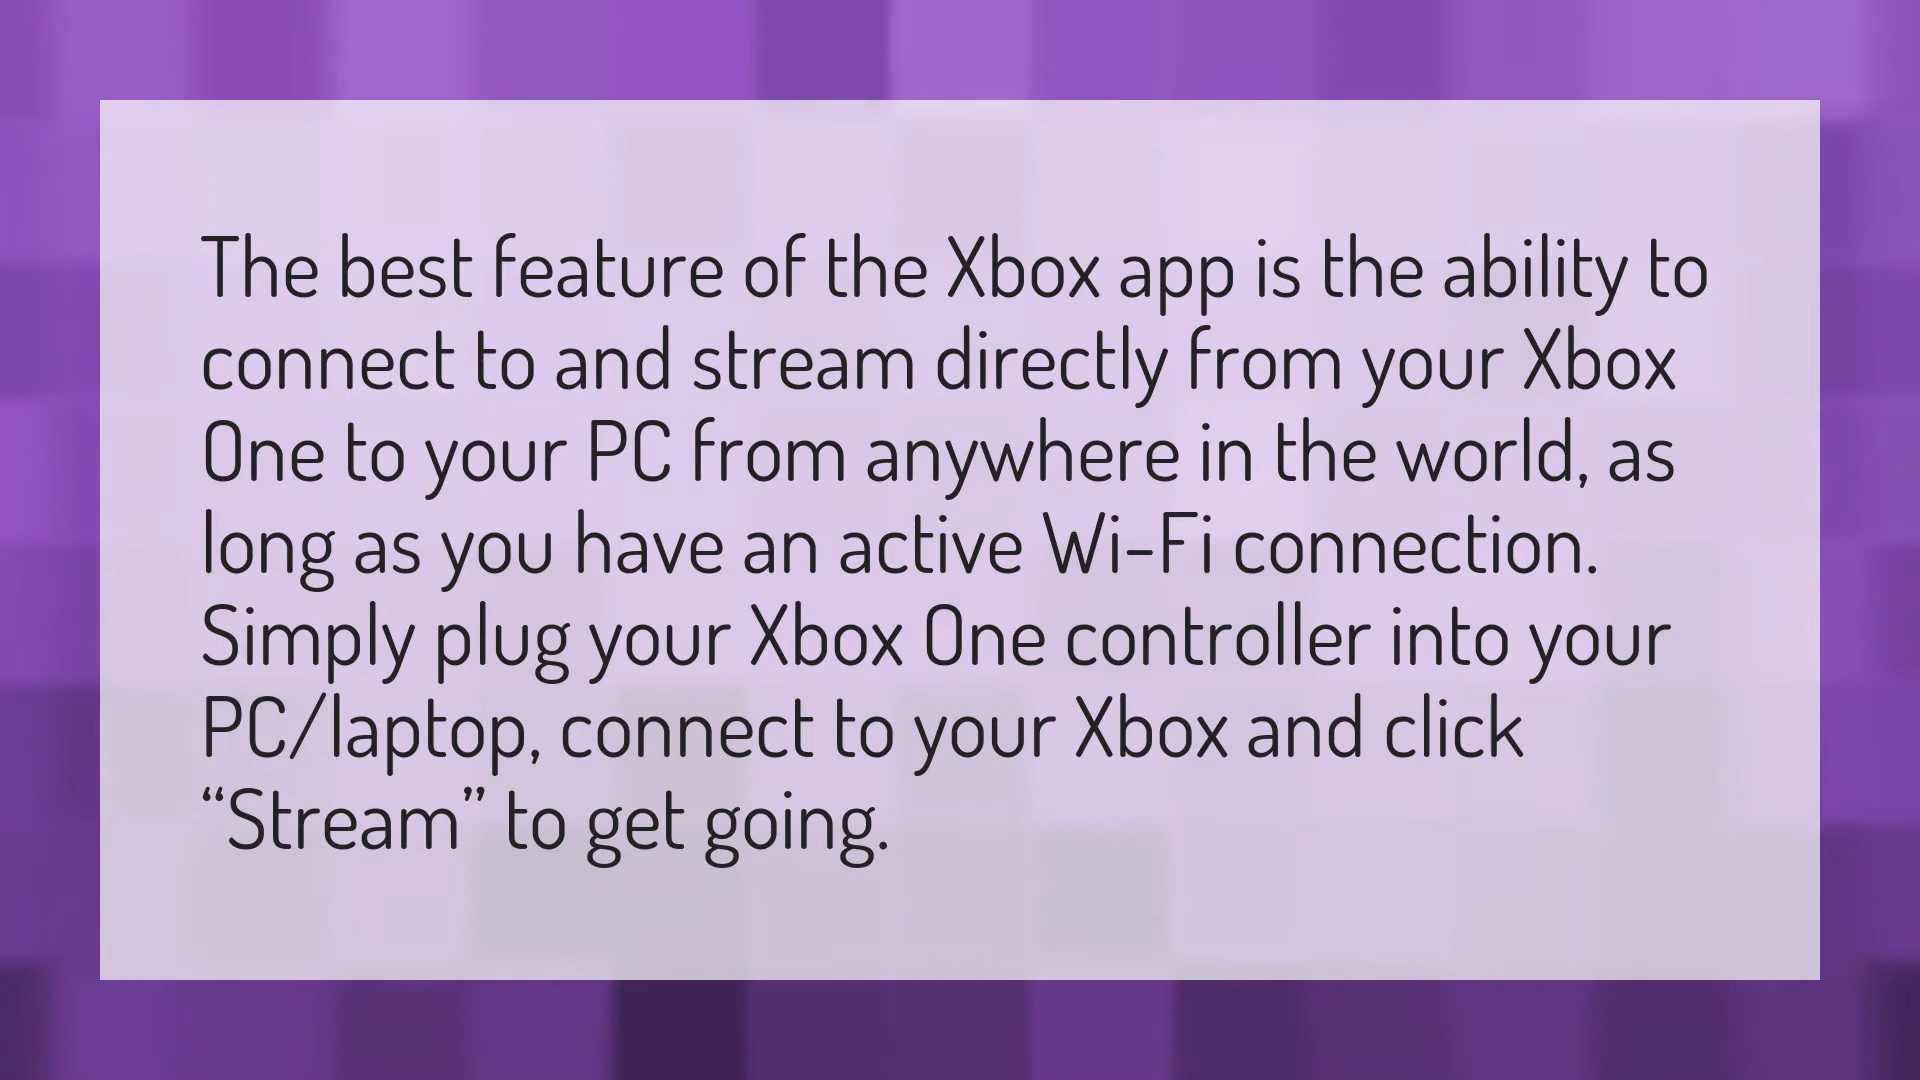 The best feature of the Xbox app is the ability to
connect to and stream directly from your Xbox
One to your PC from anywhere in the world, as
long as you have an active Wi-Fi connection.
Simply plug your Xbox One controller into your
PC/laptop, connect to your Xbox and click
“Stream” to get going.